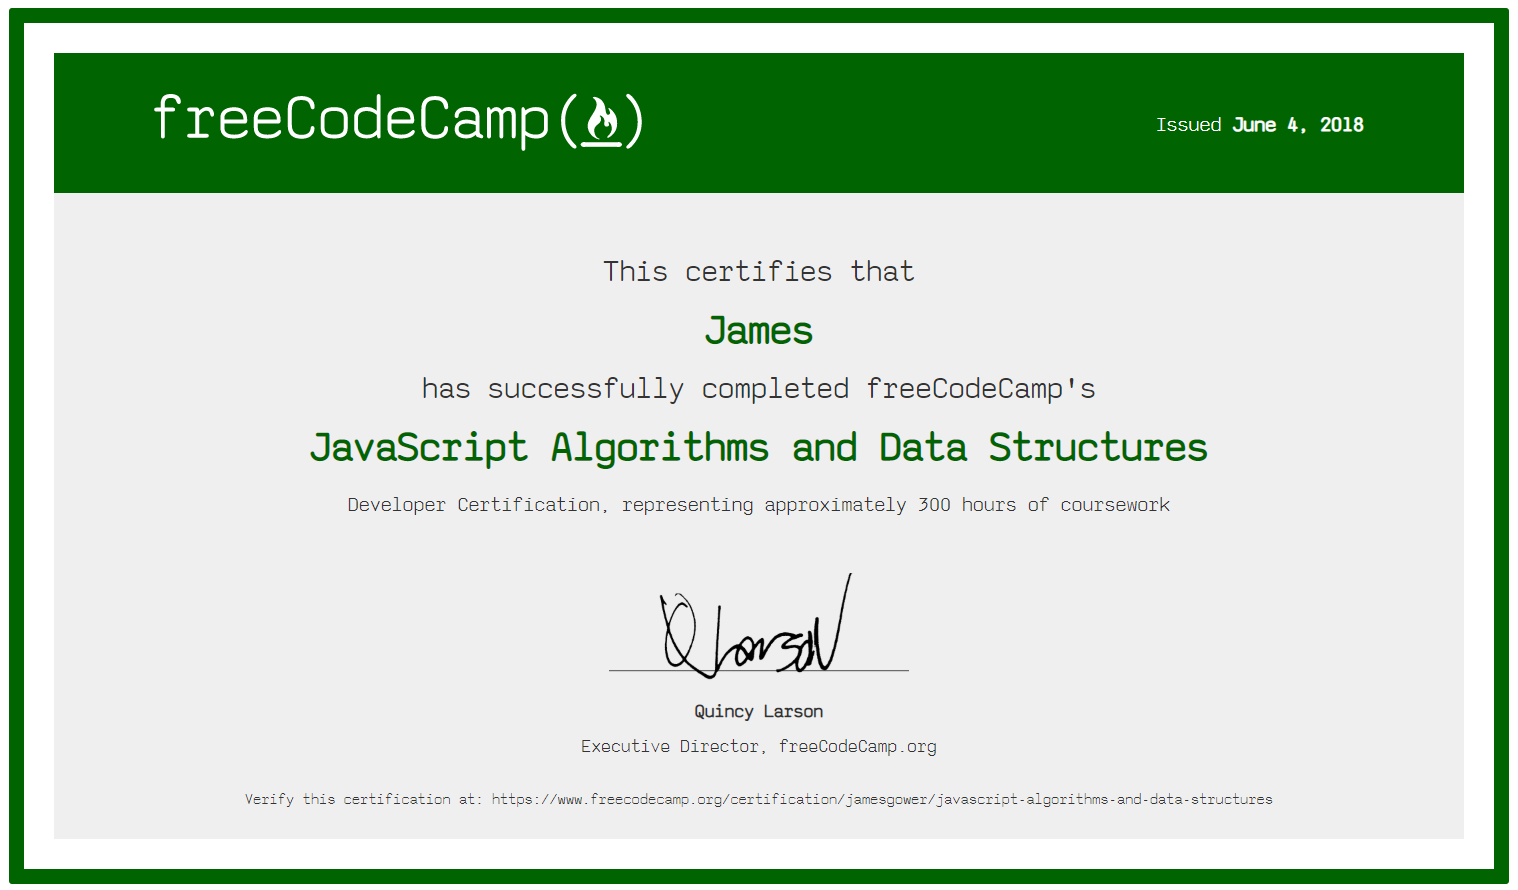 freeCodeCamp(🔥)
Issued June 4, 2018
This certifies that
James
has successfully completed freeCodeCamp's
JavaScript Algorithms and Data Structures
Developer Certification, representing approximately 300 hours of coursework
Q Larson
Quincy Larson
Executive Director, freeCodeCamp.org
Verify this certification at: https://www.freecodecamp.org/certification/jamesgower/javascript-algorithms-and-data-structures